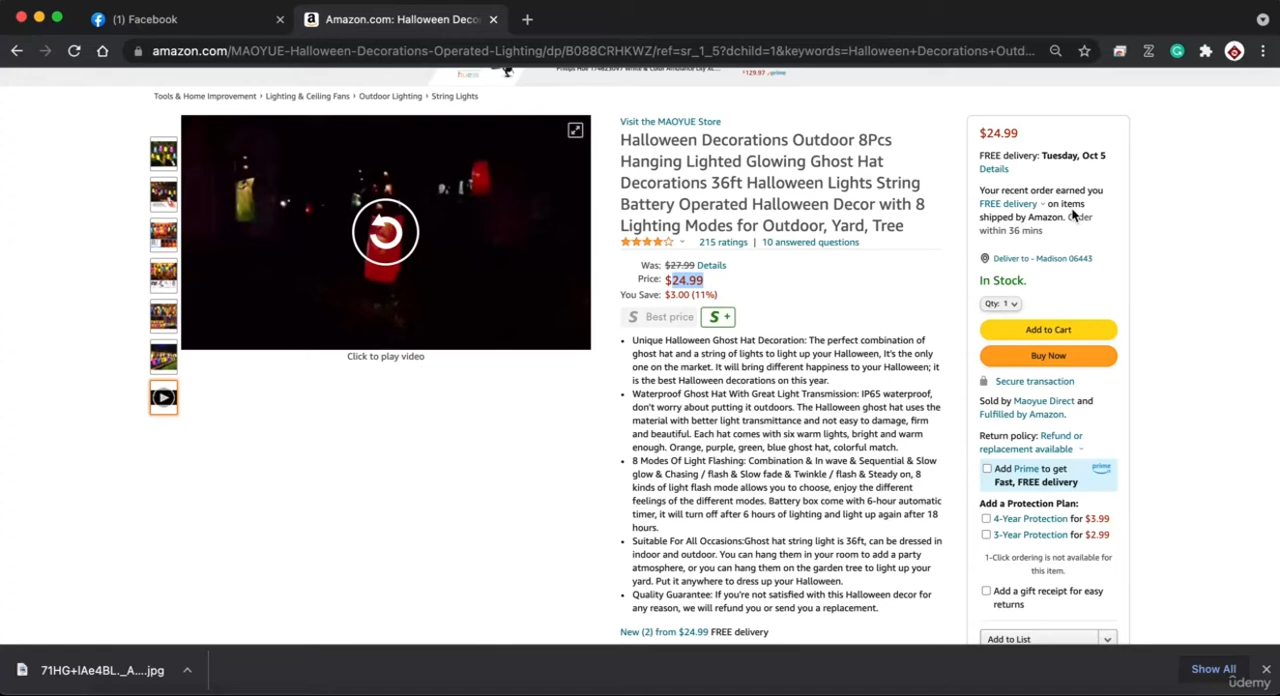 (1) Facebook
Amazon.com: Halloween Deco
amazon.com/MAOYUE-Halloween-Decorations-Operated-Lighting/dp/B088CRHKWZ/ref=sr_1_5?dchild=1&keywords=Halloween+Decorations+Outd...
hues
$129.97 prime
Tools & Home Improvement › Lighting & Ceiling Fans › Outdoor Lighting › String Lights
Click to play video
Visit the MAOYUE Store
Halloween Decorations Outdoor 8Pcs
Hanging Lighted Glowing Ghost Hat
Decorations 36ft Halloween Lights String
Battery Operated Halloween Decor with 8
Lighting Modes for Outdoor, Yard, Tree
215 ratings | 10 answered questions
Was: $27.99 Details
Price: $24.99
You Save: $3.00 (11%)
S Best price S +
• Unique Halloween Ghost Hat Decoration: The perfect combination of
ghost hat and a string of lights to light up your Halloween, It's the only
one on the market. It will bring different happiness to your Halloween; it
is the best Halloween decorations on this year.
• Waterproof Ghost Hat With Great Light Transmission: IP65 waterproof,
don't worry about putting it outdoors. The Halloween ghost hat uses the
material with better light transmittance and not easy to damage, firm
and beautiful. Each hat comes with six warm lights, bright and warm
enough. Orange, purple, green, blue ghost hat, colorful match.
• 8 Modes Of Light Flashing: Combination & In wave & Sequential & Slow
glow & Chasing / flash & Slow fade & Twinkle / flash & Steady on, 8
kinds of light flash mode allows you to choose, enjoy the different
feelings of the different modes. Battery box come with 6-hour automatic
timer, it will turn off after 6 hours of lighting and light up again after 18
hours.
• Suitable For All Occasions:Ghost hat string light is 36ft, can be dressed in
indoor and outdoor. You can hang them in your room to add a party
atmosphere, or you can hang them on the garden tree to light up your
yard. Put it anywhere to dress up your Halloween.
• Quality Guarantee: If you're not satisfied with this Halloween decor for
any reason, we will refund you or send you a replacement.
New (2) from $24.99 FREE delivery
$24.99
FREE delivery: Tuesday, Oct 5
Details
Your recent order earned you
FREE delivery on items
shipped by Amazon. Order
within 36 mins
Deliver to - Madison 06443
In Stock.
Qty: 1
Add to Cart
Buy Now
Secure transaction
Sold by Maoyue Direct and
Fulfilled by Amazon.
Return policy: Refund or
replacement available
Add Prime to get prime
Fast, FREE delivery
Add a Protection Plan:
4-Year Protection for $3.99
3-Year Protection for $2.99
1-Click ordering is not available for
this item.
Add a gift receipt for easy
returns
Add to List
71HG+lAe4BL._A....jpg
Show All
ûdemy